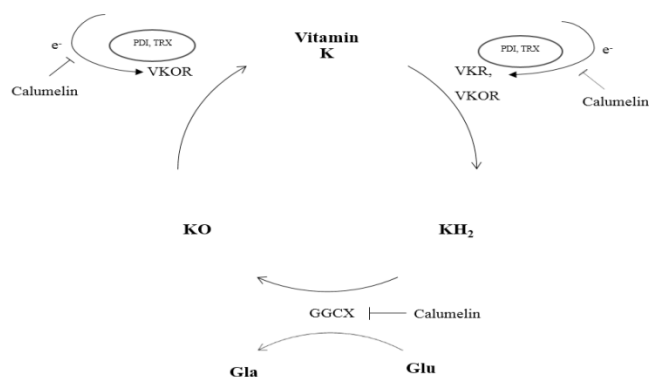 Vitamin
K
e-
PDI, TRX
VKOR
Calumelin
PDI, TRX
e-
VKR,
VKOR
Calumelin
KO
KH₂
GGCX
Calumelin
Gla
Glu